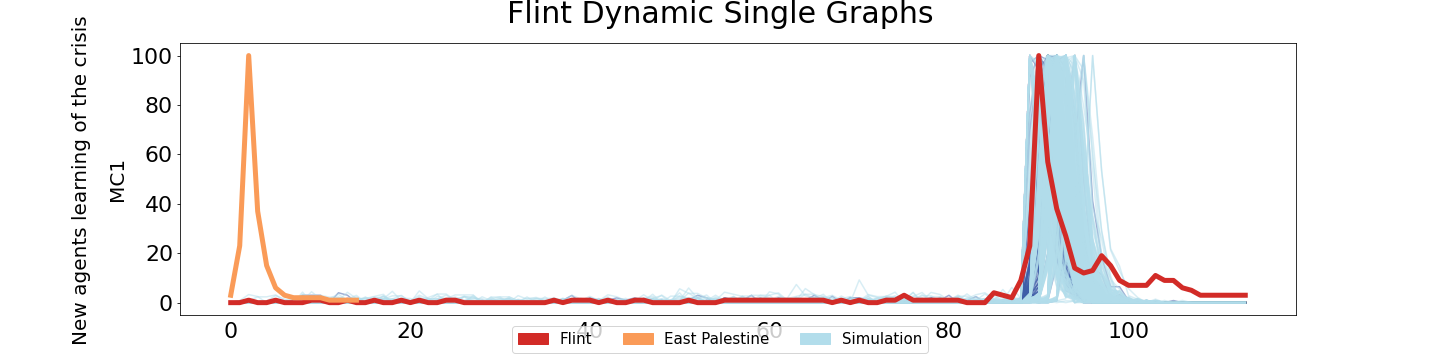 Flint Dynamic Single Graphs
New agents learning of the crisis
MC1
100
80
60
40
20
0
0 20 40 60 80 100
Flint East Palestine Simulation